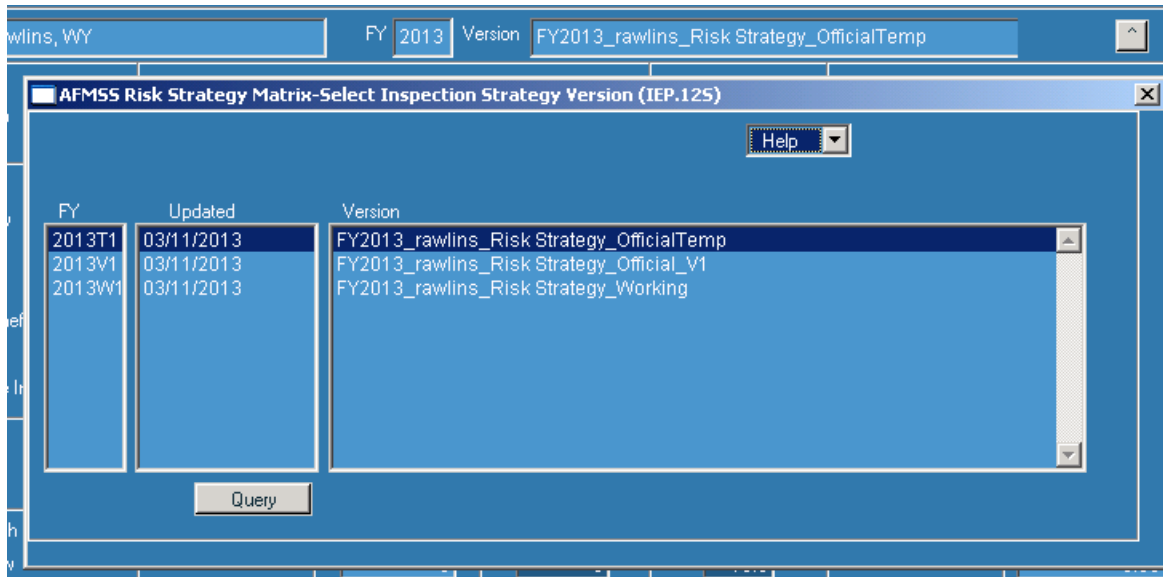 wlins, WY FY 2013 Version FY2013_rawlins_Risk Strategy_OfficialTemp ^
AFMSS Risk Strategy Matrix-Select Inspection Strategy Version (IEP.12S)
Help
FY Updated Version
2013T1 03/11/2013 FY2013_rawlins_Risk Strategy_OfficialTemp
2013V1 03/11/2013 FY2013_rawlins_Risk Strategy_Official_V1
2013W1 03/11/2013 FY2013_rawlins_Risk Strategy_Working
Query